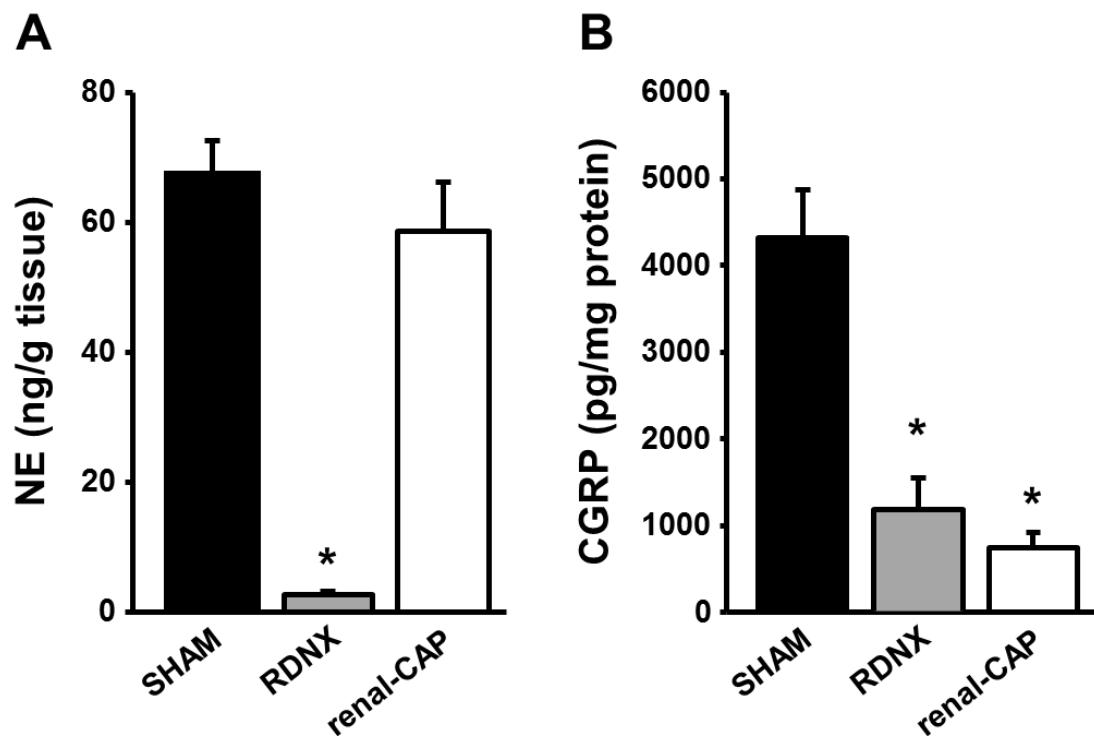 A
NE (ng/g tissue)
80
60
40
20
0
*
SHAM
RDNX
renal-CAP
B
CGRP (pg/mg protein)
6000
5000
4000
3000
2000
1000
0
*
*
SHAM
RDNX
renal-CAP